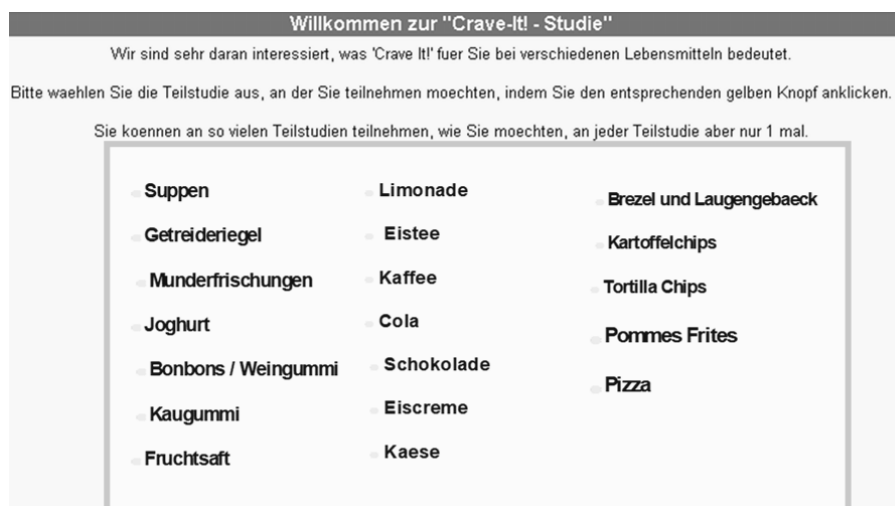 Willkommen zur "Crave-It! - Studie"
Wir sind sehr daran interessiert, was 'Crave It!' fuer Sie bei verschiedenen Lebensmitteln bedeutet.
Bitte waehlen Sie die Teilstudie aus, an der Sie teilnehmen moechten, indem Sie den entsprechenden gelben Knopf anklicken.
Sie koennen an so vielen Teilstudien teilnehmen, wie Sie moechten, an jeder Teilstudie aber nur 1 mal.
Suppen
Getreideriegel
Munderfrischungen
Joghurt
Bonbons / Weingummi
Kaugummi
Fruchtsaft
Limonade
Eistee
Kaffee
Cola
Schokolade
Eiscreme
Kaese
Brezel und Laugengebaeck
Kartoffelchips
Tortilla Chips
Pommes Frites
Pizza